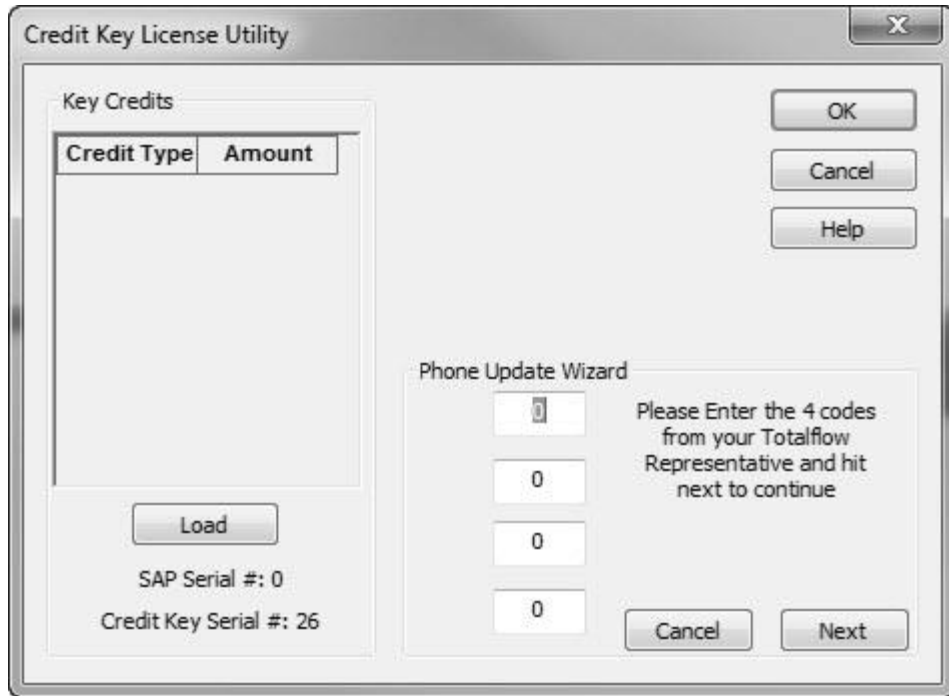 Credit Key License Utility
X
Key Credits
Credit Type Amount
OK
Cancel
Help
Load
SAP Serial #: 0
Credit Key Serial #: 26
Phone Update Wizard
0
0
0
0
Please Enter the 4 codes
from your Totalflow
Representative and hit
next to continue
Cancel
Next